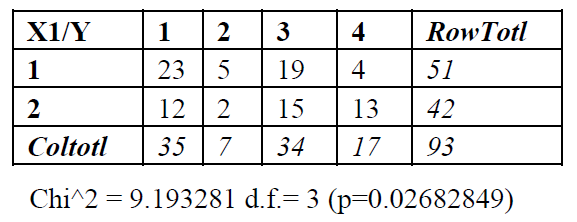 X1/Y 1 2 3 4 RowTotl
1 23 5 19 4 51
2 12 2 15 13 42
Coltotl 35 7 34 17 93
Chi^2 = 9.193281 d.f.= 3 (p=0.02682849)